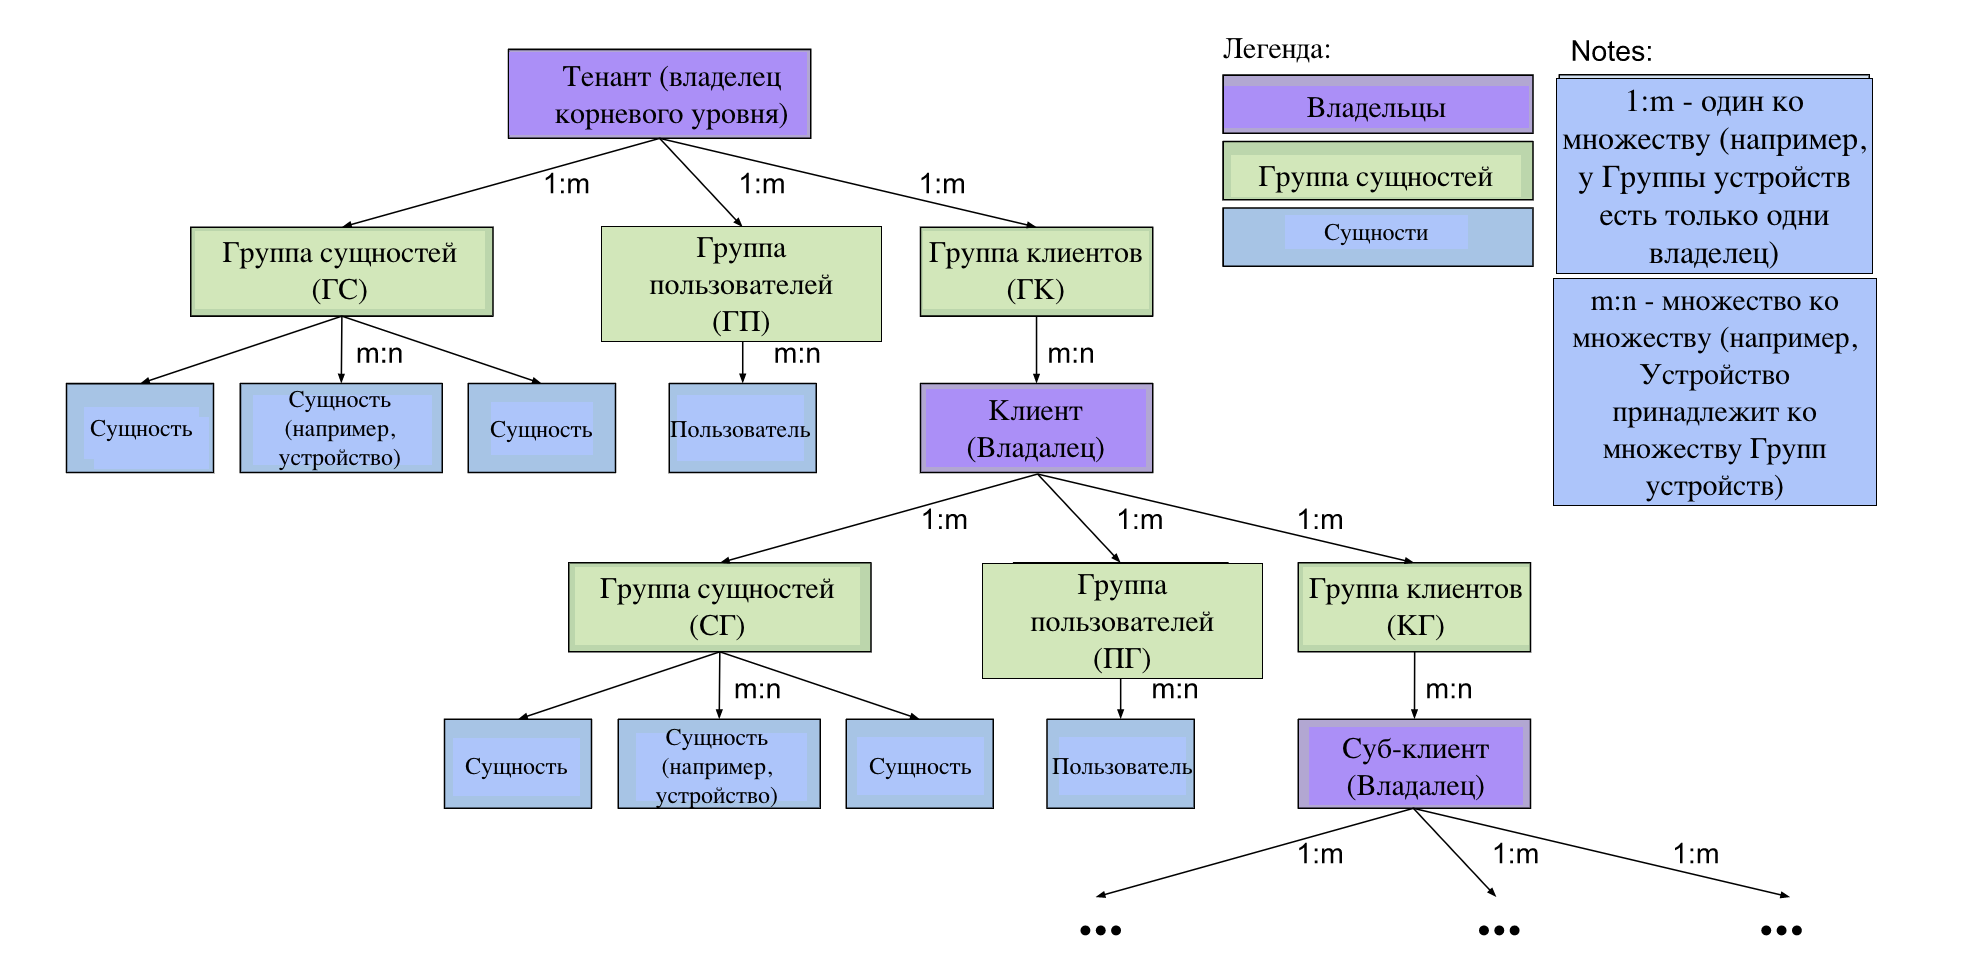 Тенант (владелец
корневого уровня)
1:m
1:m
1:m
Группа сущностей
(ГС)
Группа
пользователей
(ГП)
Группа клиентов
(ГК)
m:n
m:n
m:n
Сущность
Сущность
(например,
устройство)
Сущность
Пользователь
Клиент
(Владалец)
1:m
1:m
1:m
Группа сущностей
(СГ)
Группа
пользователей
(ПГ)
Группа клиентов
(КГ)
m:n
m:n
m:n
Сущность
Сущность
(например,
устройство)
Сущность
Пользователь
Суб-клиент
(Владалец)
1:m
1:m
1:m
•••
•••
•••
Легенда:
Владельцы
Группа сущностей
Сущности
Notes:
1:m - один ко
множеству (например,
у Группы устройств
есть только одни
владелец)
m:n - множество ко
множеству (например,
Устройство
принадлежит ко
множеству Групп
устройств)